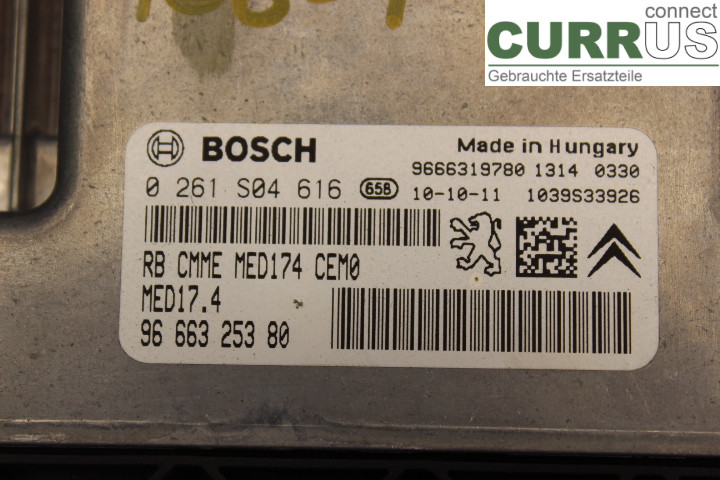 connect
CURRUS
Gebrauchte Ersatzteile
BOSCH
Made in Hungary
9666319780 1314 0330
0 261 S04 616 658 10-10-11 1039S33926
RB CMME MED174 CEM0
MED17.4
96 663 253 80